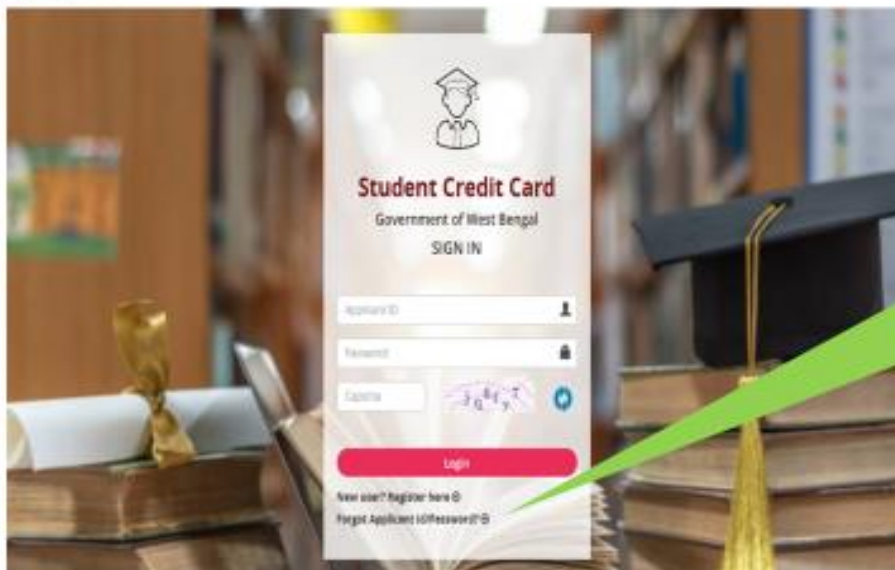 Student Credit Card
Government of West Bengal
SIGN IN
Applicant ID
Password
Captcha
Login
New user? Register here
Forgot Applicant Id/Password?